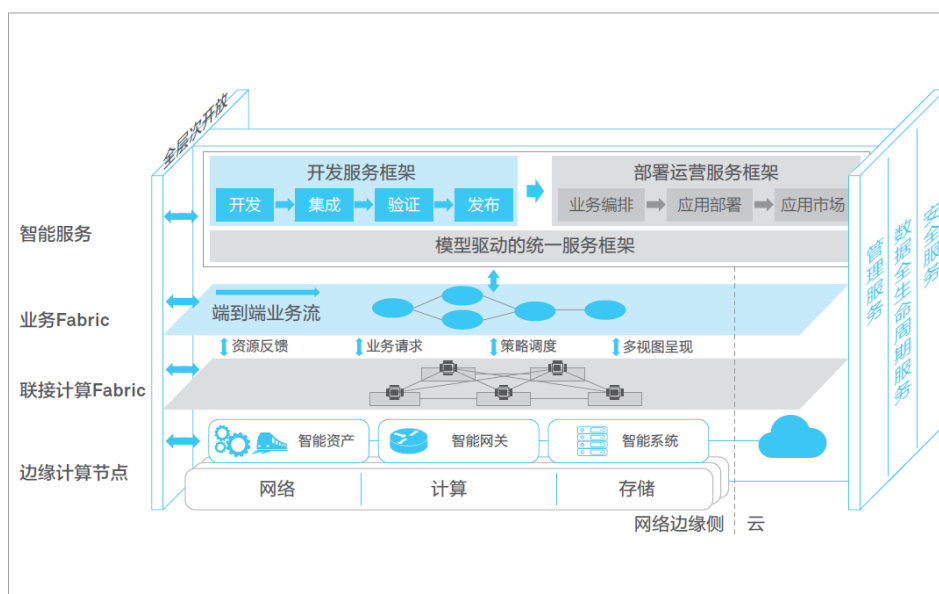 全层次开放
开发服务框架
部署运营服务框架
开发
集成
验证
发布
业务编排
应用部署
应用市场
模型驱动的统一服务框架
智能服务
业务Fabric
端到端业务流
资源反馈
业务请求
策略调度
多视图呈现
联接计算Fabric
智能资产
智能网关
智能系统
边缘计算节点
网络
计算
存储
网络边缘侧
云
管理服务
数据全生命周期服务
安全服务